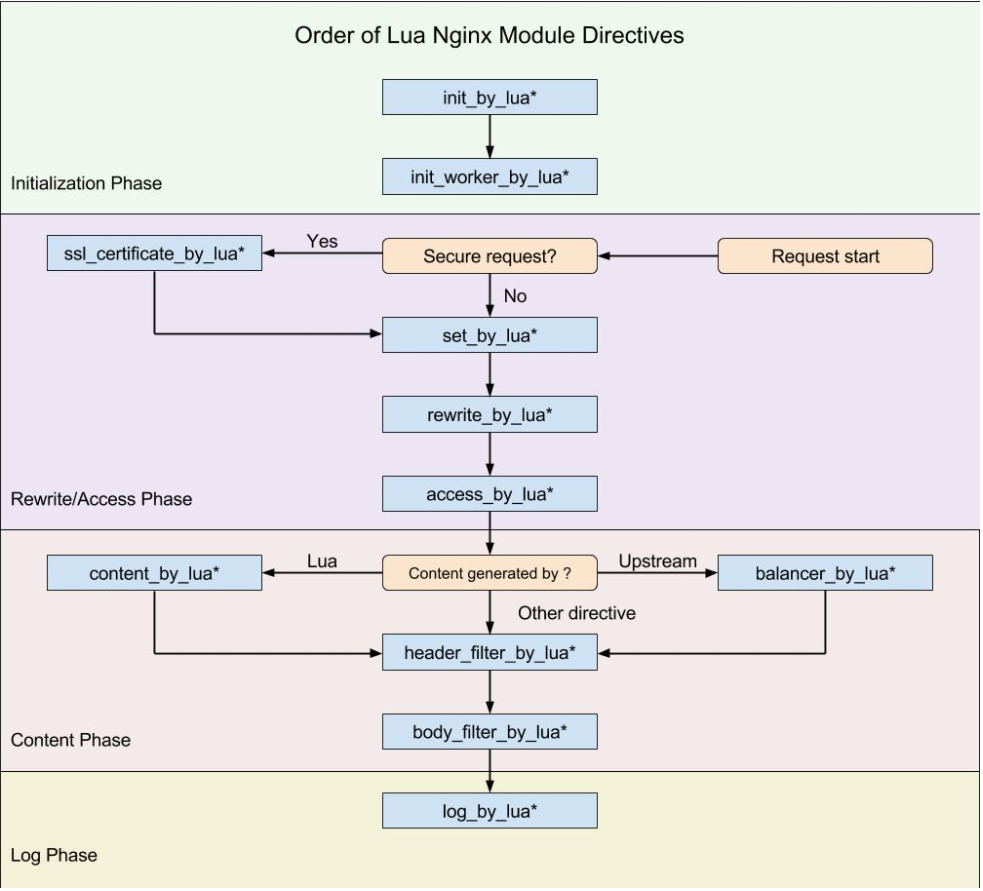 Order of Lua Nginx Module Directives
init_by_lua*
init_worker_by_lua*
Initialization Phase
ssl_certificate_by_lua*
Yes
Secure request?
Request start
No
set_by_lua*
rewrite_by_lua*
access_by_lua*
Rewrite/Access Phase
content_by_lua*
Lua
Content generated by ?
Upstream
balancer_by_lua*
Other directive
header_filter_by_lua*
body_filter_by_lua*
Content Phase
log_by_lua*
Log Phase